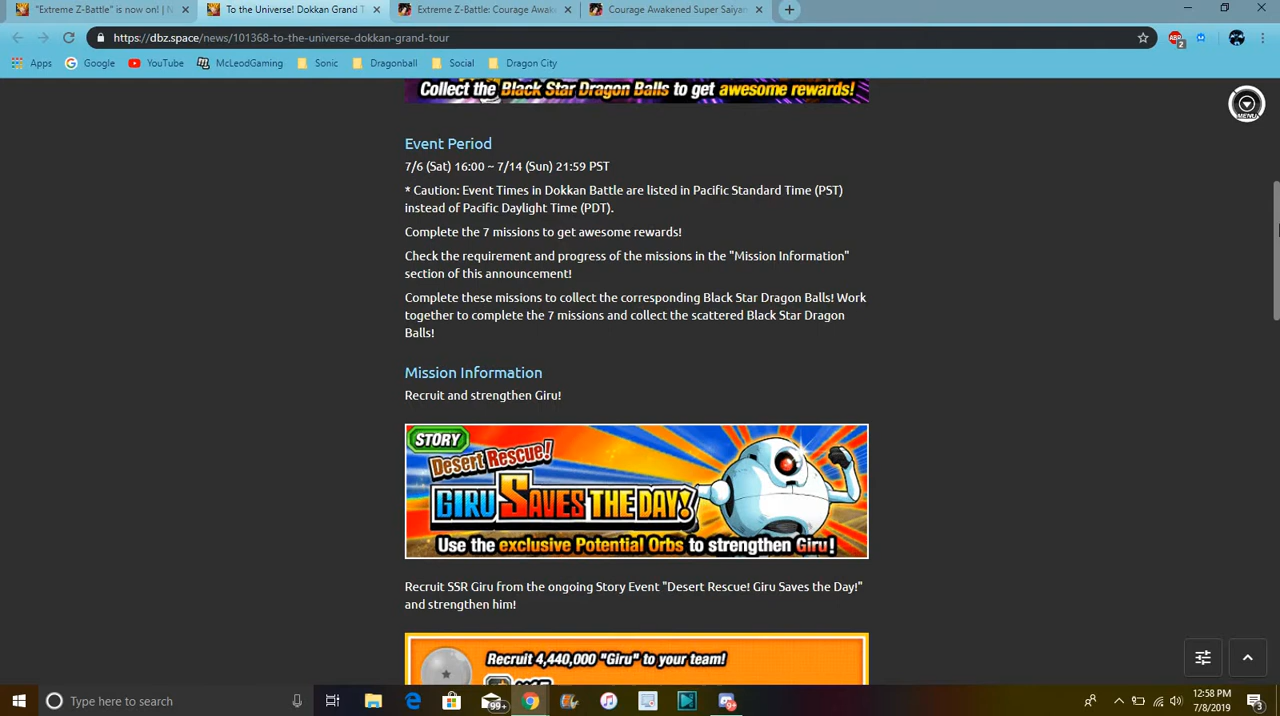 "Extreme Z-Battle" is now on! | N
To the Universe! Dokkan Grand T
Extreme Z-Battle: Courage Awak
Courage Awakened Super Saiya
https://dbz.space/news/101368-to-the-universe-dokkan-grand-tour
ABP
2
Apps
Google
YouTube
McLeodGaming
Sonic
Dragonball
Social
Dragon City
Collect the Black Star Dragon Balls to get awesome rewards!
MENU
Event Period
7/6 (Sat) 16:00 ~ 7/14 (Sun) 21:59 PST
* Caution: Event Times in Dokkan Battle are listed in Pacific Standard Time (PST)
instead of Pacific Daylight Time (PDT).
Complete the 7 missions to get awesome rewards!
Check the requirement and progress of the missions in the "Mission Information"
section of this announcement!
Complete these missions to collect the corresponding Black Star Dragon Balls! Work
together to complete the 7 missions and collect the scattered Black Star Dragon
Balls!
Mission Information
Recruit and strengthen Giru!
STORY
Desert Rescue!
GIRU SAVES THE DAY!
Use the exclusive Potential Orbs to strengthen Giru!
Recruit SSR Giru from the ongoing Story Event "Desert Rescue! Giru Saves the Day!"
and strengthen him!
Recruit 4,440,000 "Giru" to your team!
Type here to search
99+
9+
12:58 PM
7/8/2019
3